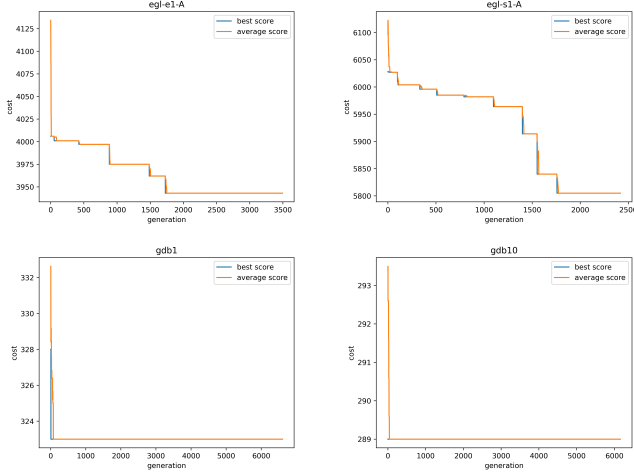 egl-e1-A
best score
average score
cost
4125
4100
4075
4050
4025
4000
3975
3950
0 500 1000 1500 2000 2500 3000 3500
generation
egl-s1-A
best score
average score
cost
6100
6050
6000
5950
5900
5850
5800
0 500 1000 1500 2000 2500
generation
gdb1
best score
average score
cost
332
330
328
326
324
0 1000 2000 3000 4000 5000 6000
generation
gdb10
best score
average score
cost
293
292
291
290
289
0 1000 2000 3000 4000 5000 6000
generation